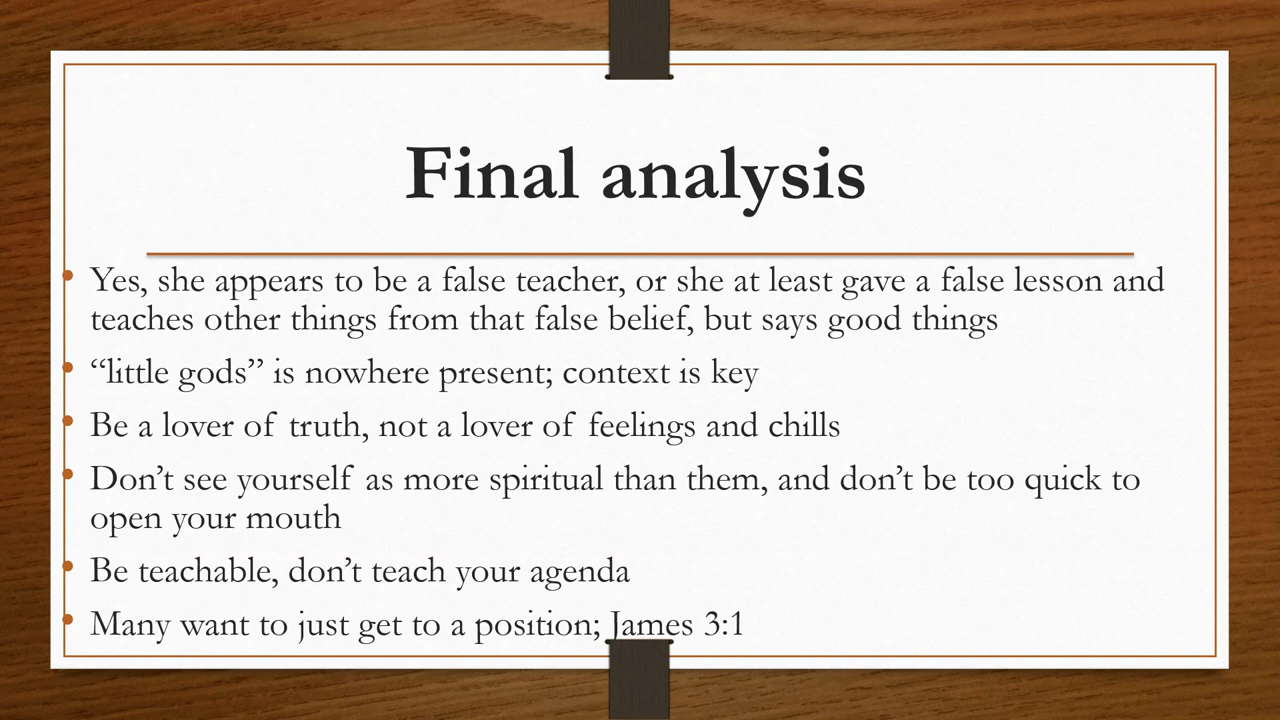 Final analysis
• Yes, she appears to be a false teacher, or she at least gave a false lesson and
teaches other things from that false belief, but says good things
• “little gods” is nowhere present; context is key
• Be a lover of truth, not a lover of feelings and chills
• Don’t see yourself as more spiritual than them, and don’t be too quick to
open your mouth
• Be teachable, don’t teach your agenda
• Many want to just get to a position; James 3:1